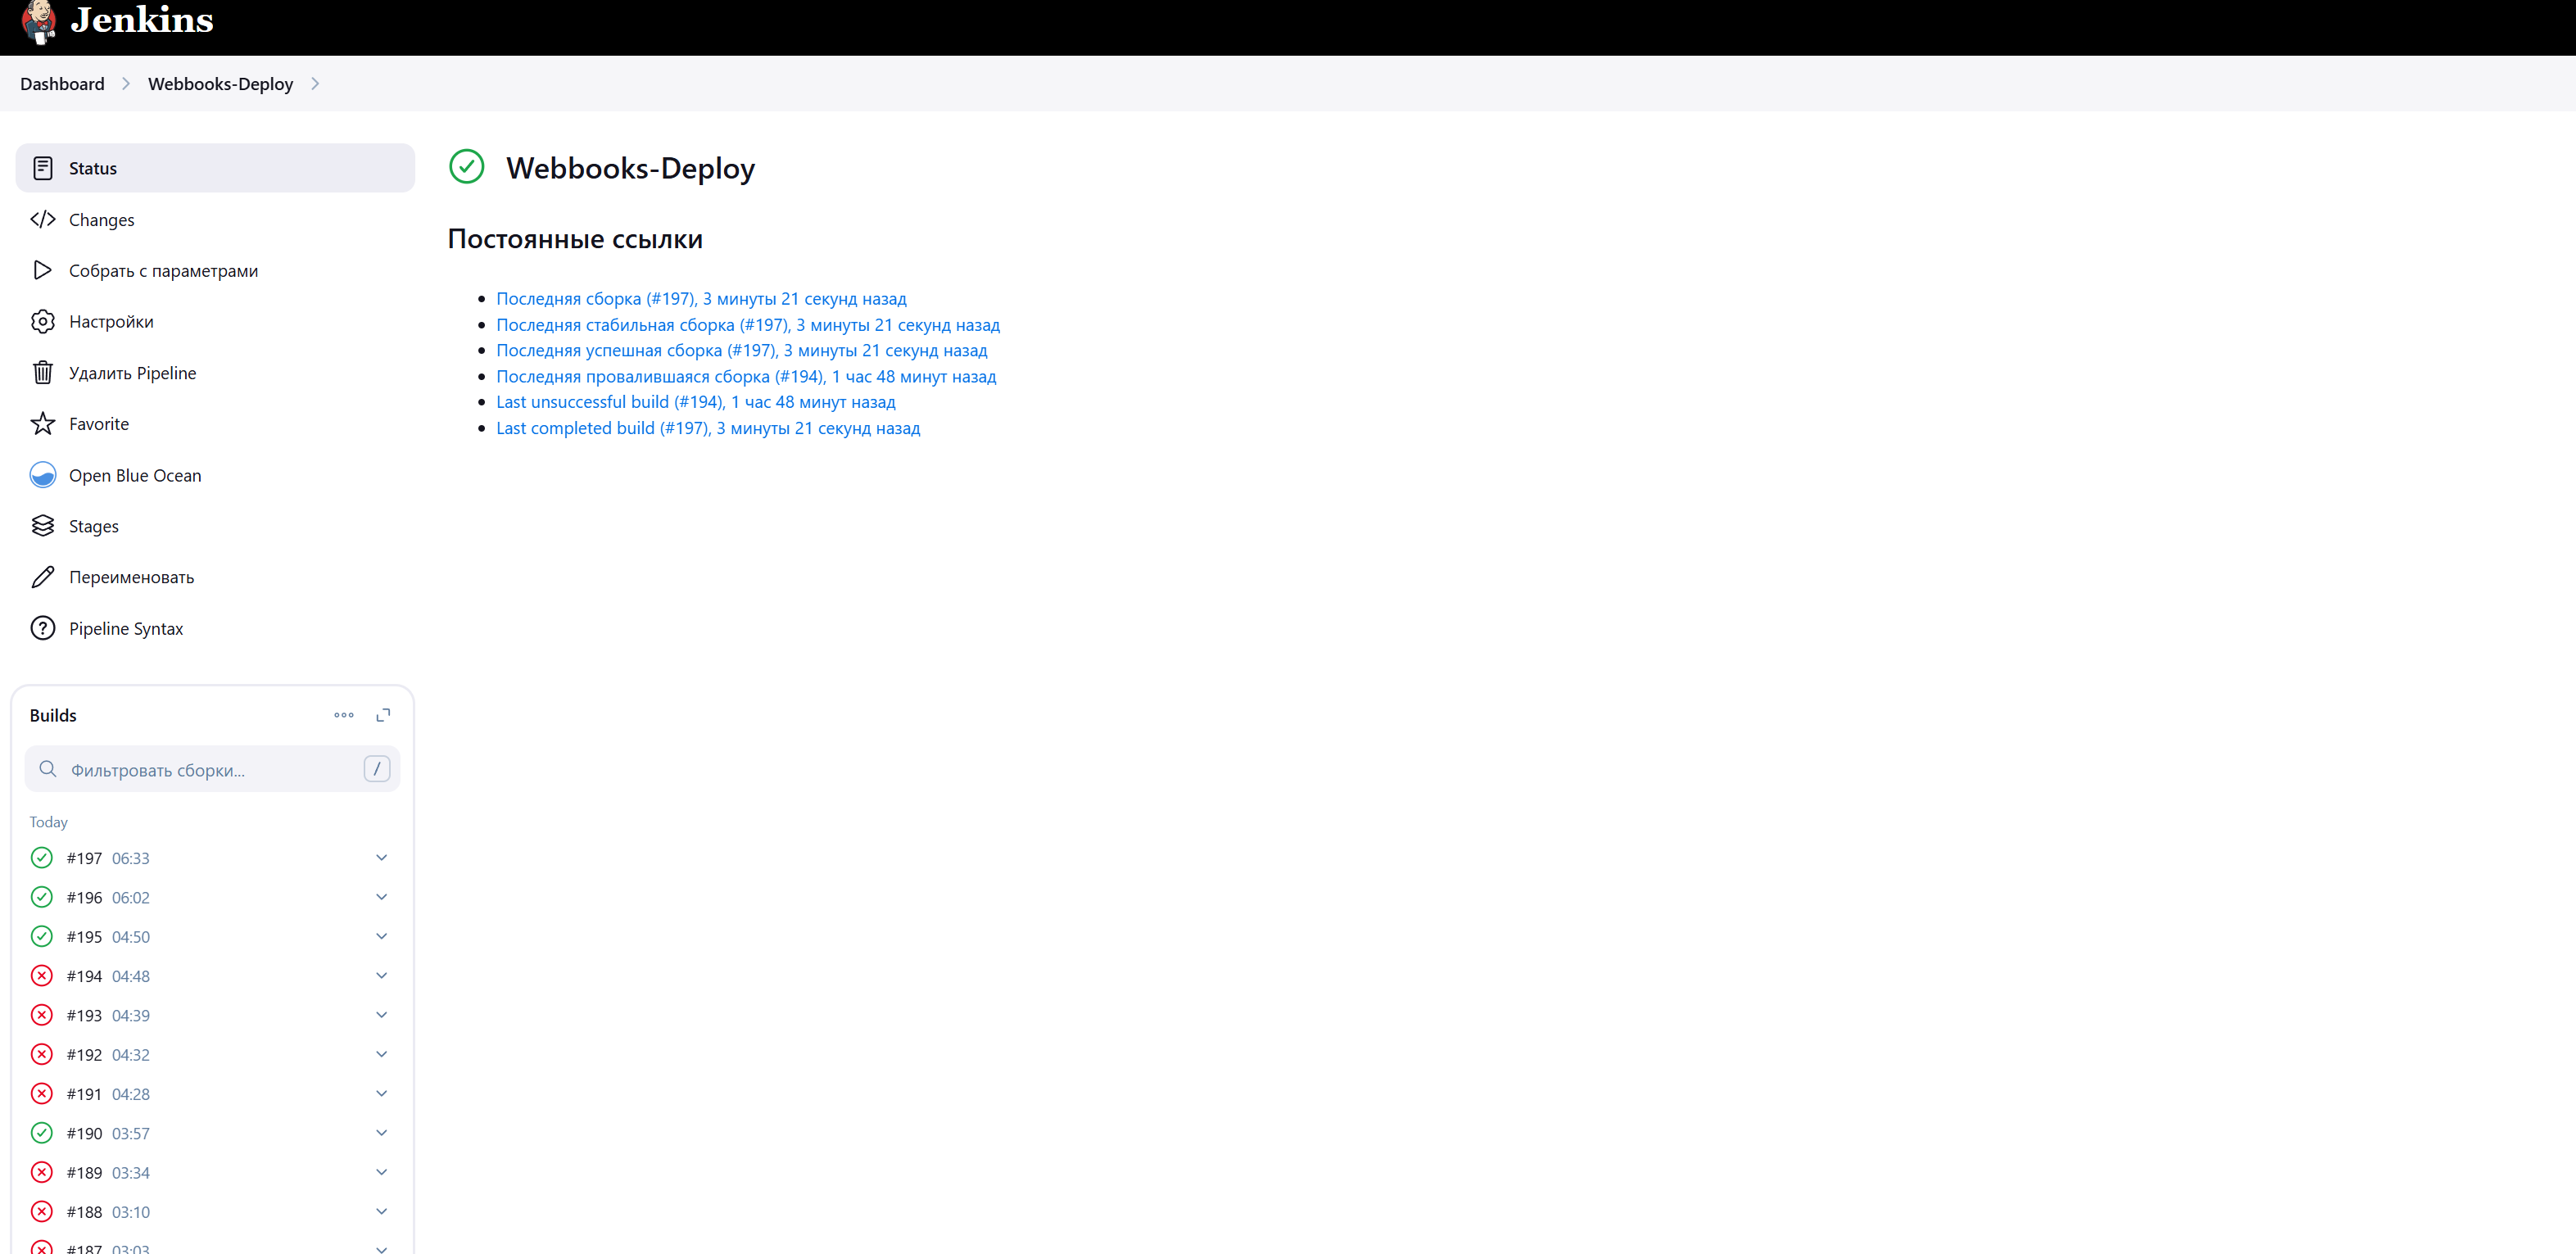 Jenkins
Dashboard
Webbooks-Deploy
Status
Changes
Собрать с параметрами
Настройки
Удалить Pipeline
Favorite
Open Blue Ocean
Stages
Переименовать
Pipeline Syntax
Webbooks-Deploy
Постоянные ссылки
Последняя сборка (#197), 3 минуты 21 секунд назад
Последняя стабильная сборка (#197), 3 минуты 21 секунд назад
Последняя успешная сборка (#197), 3 минуты 21 секунд назад
Последняя провалившаяся сборка (#194), 1 час 48 минут назад
Last unsuccessful build (#194), 1 час 48 минут назад
Last completed build (#197), 3 минуты 21 секунд назад
Builds
Фильтровать сборки... /
Today
#197 06:33
#196 06:02
#195 04:50
#194 04:48
#193 04:39
#192 04:32
#191 04:28
#190 03:57
#189 03:34
#188 03:10
#187 03:03